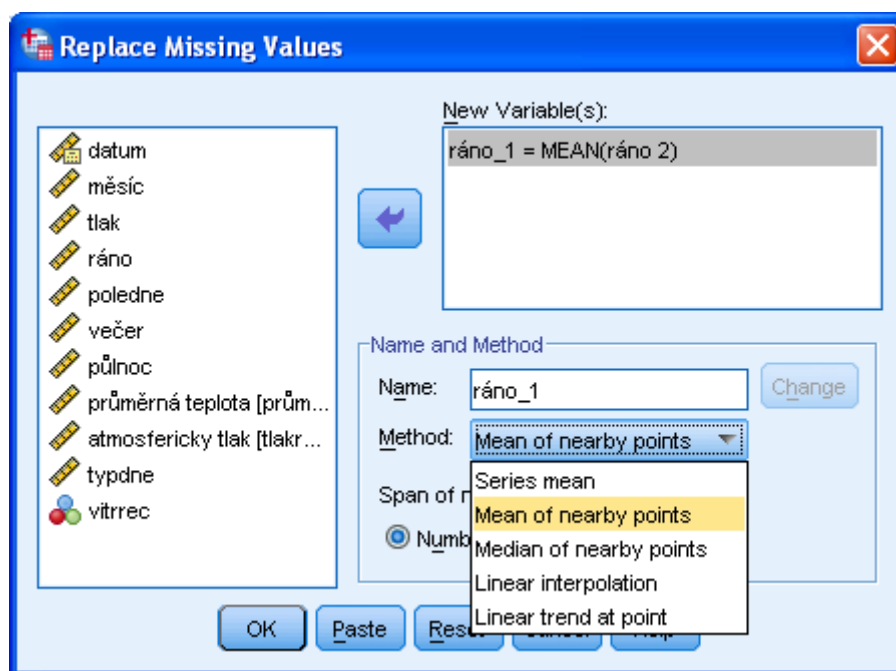 Replace Missing Values
New Variable(s):
datum
měsíc
tlak
ráno
poledne
večer
půlnoc
průměrná teplota [prům...
atmosfericky tlak [tlakr...
typdne
vitrrec
ráno_1 = MEAN(ráno 2)
Name and Method
Name: ráno_1 Change
Method: Mean of nearby points
Series mean
Mean of nearby points
Median of nearby points
Linear interpolation
Linear trend at point
Span of
OK Paste